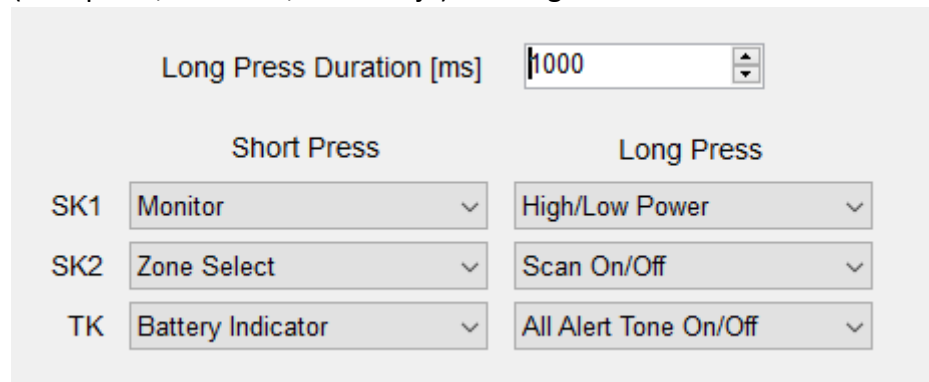 Long Press Duration [ms] 1000
Short Press Long Press
SK1 Monitor High/Low Power
SK2 Zone Select Scan On/Off
TK Battery Indicator All Alert Tone On/Off